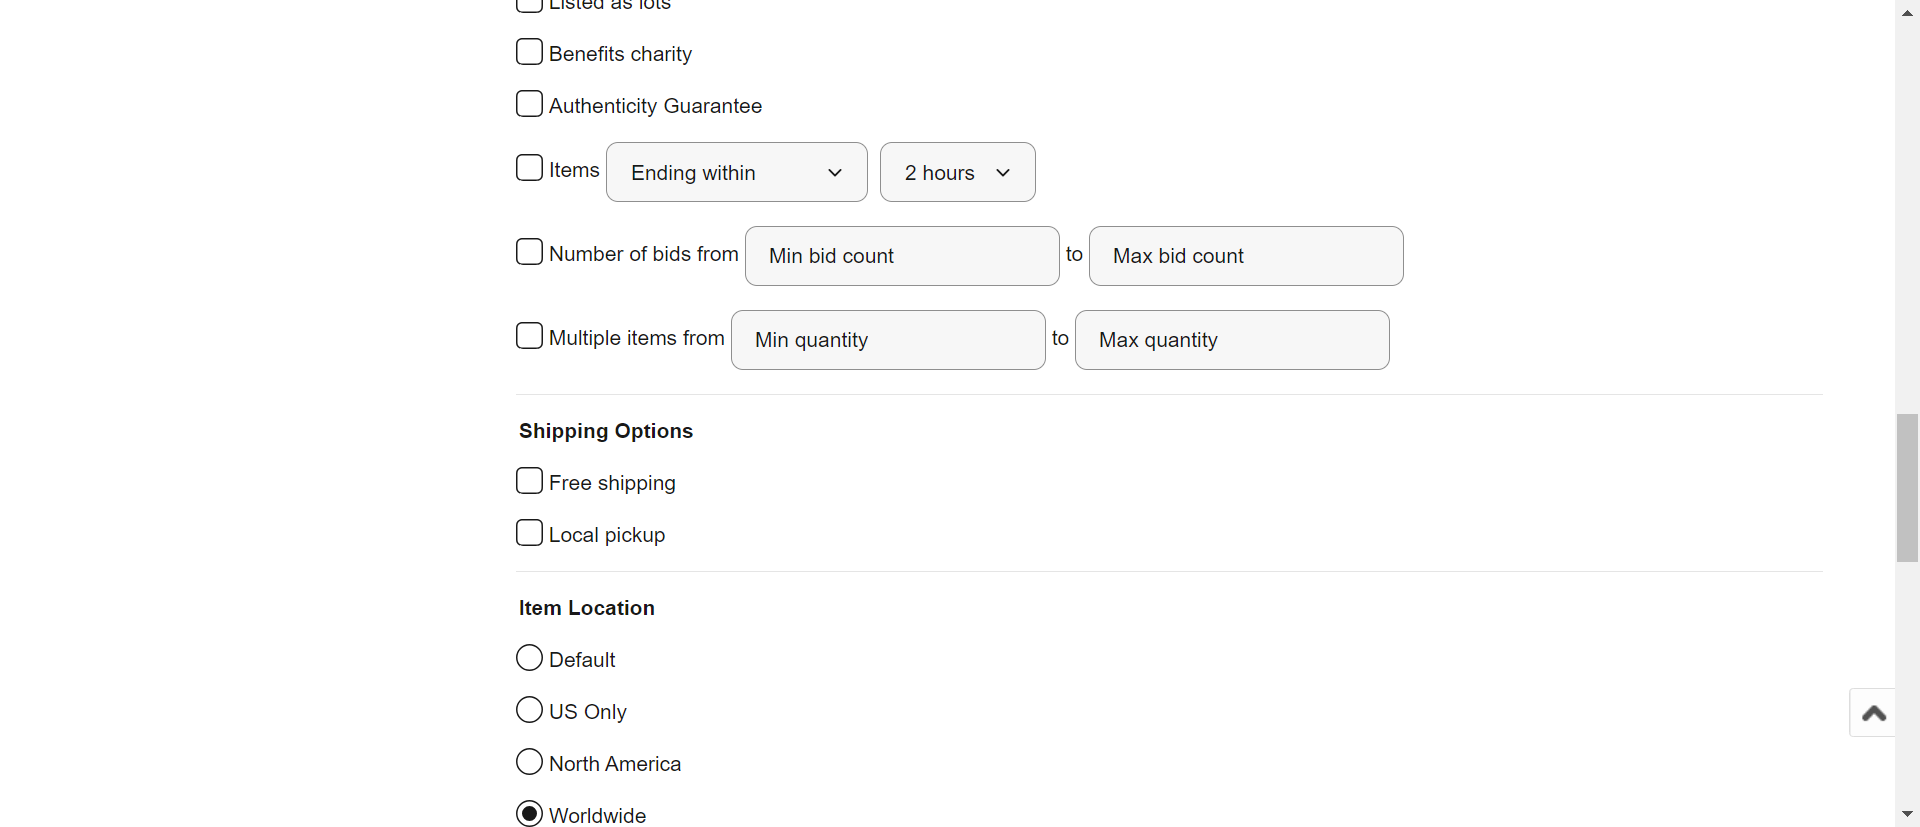 Listed as lots
Benefits charity
Authenticity Guarantee
Items Ending within 2 hours
Number of bids from Min bid count to Max bid count
Multiple items from Min quantity to Max quantity
Shipping Options
Free shipping
Local pickup
Item Location
Default
US Only
North America
Worldwide